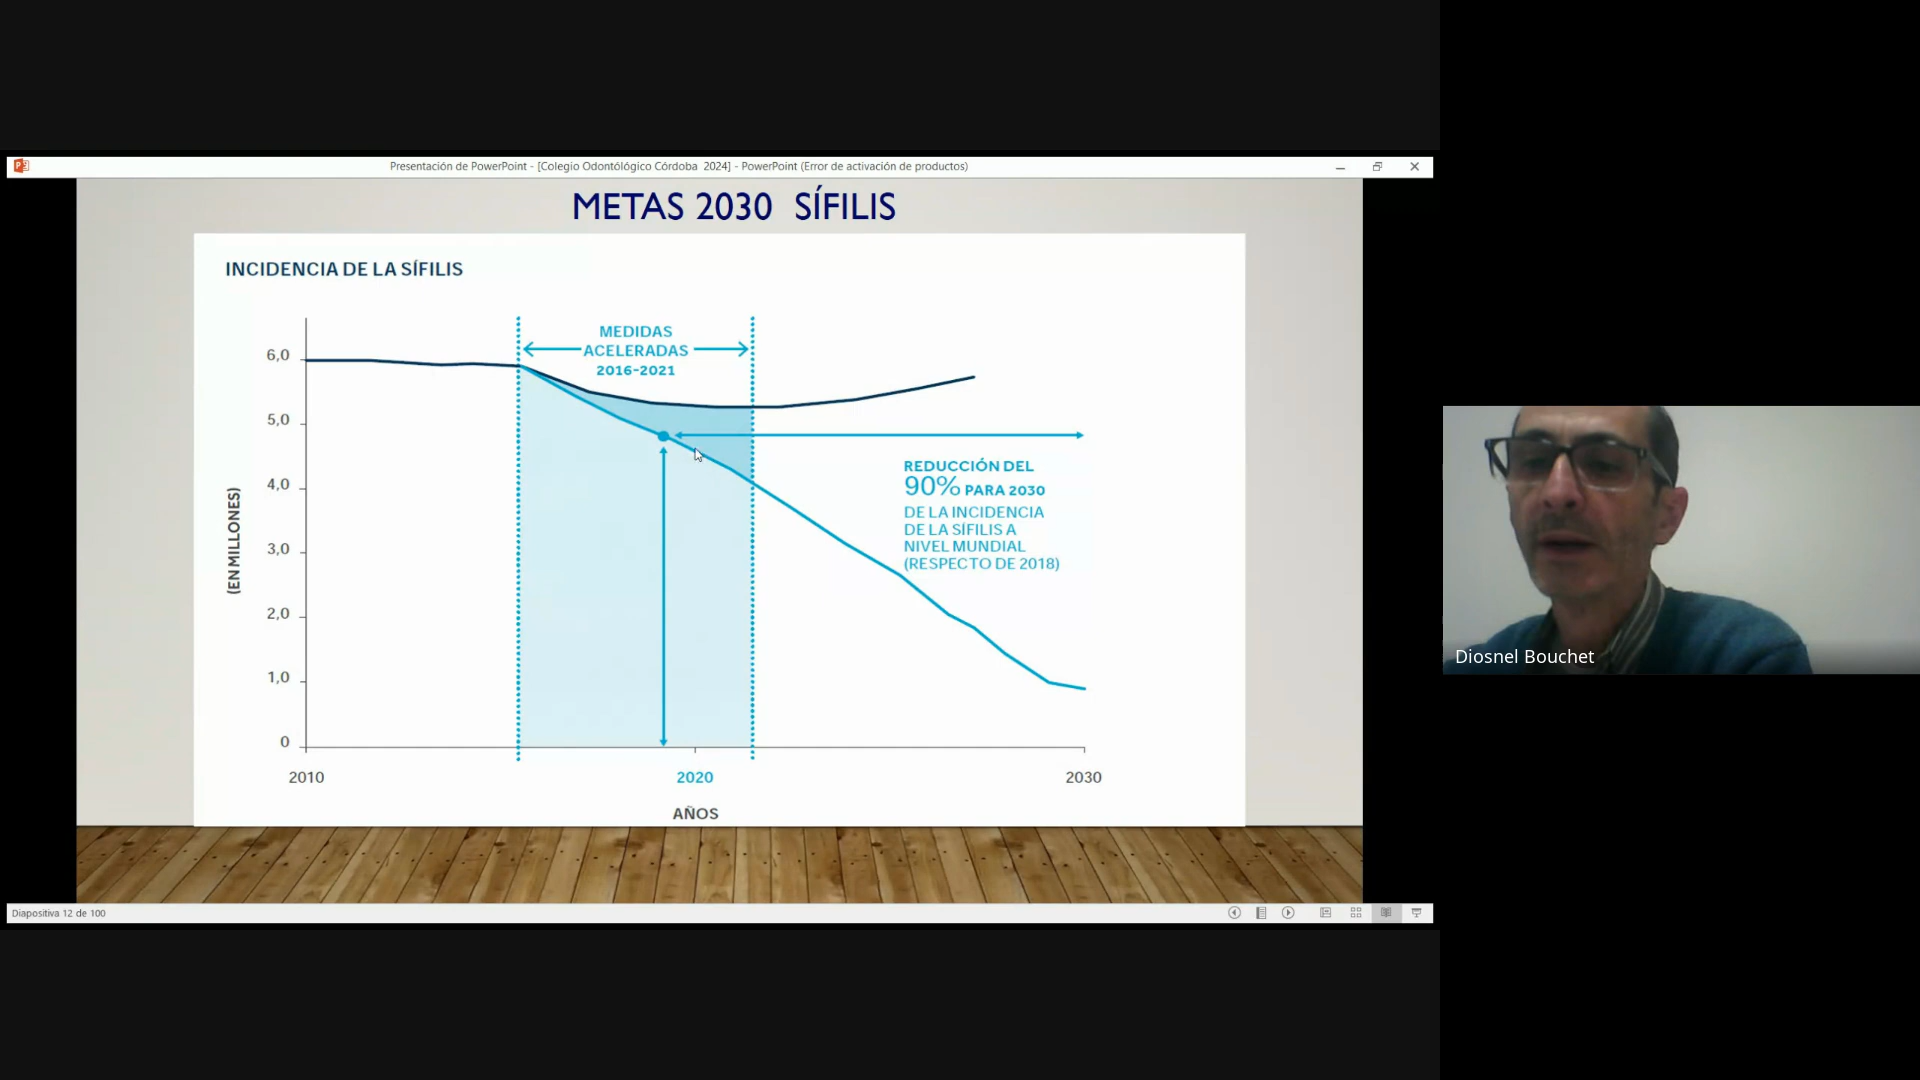 Presentación de PowerPoint - [Colegio Odontológico Córdoba  2024] - PowerPoint (Error de activación de productos)
METAS 2030  SÍFILIS
INCIDENCIA DE LA SÍFILIS
MEDIDAS
ACELERADAS
2016-2021
6,0
5,0
4,0
3,0
2,0
1,0
0
(EN MILLONES)
REDUCCIÓN DEL
90% PARA 2030
DE LA INCIDENCIA
DE LA SÍFILIS A
NIVEL MUNDIAL
(RESPECTO DE 2018)
2010
2020
2030
AÑOS
Diapositiva 12 de 100
Diosnel Bouchet